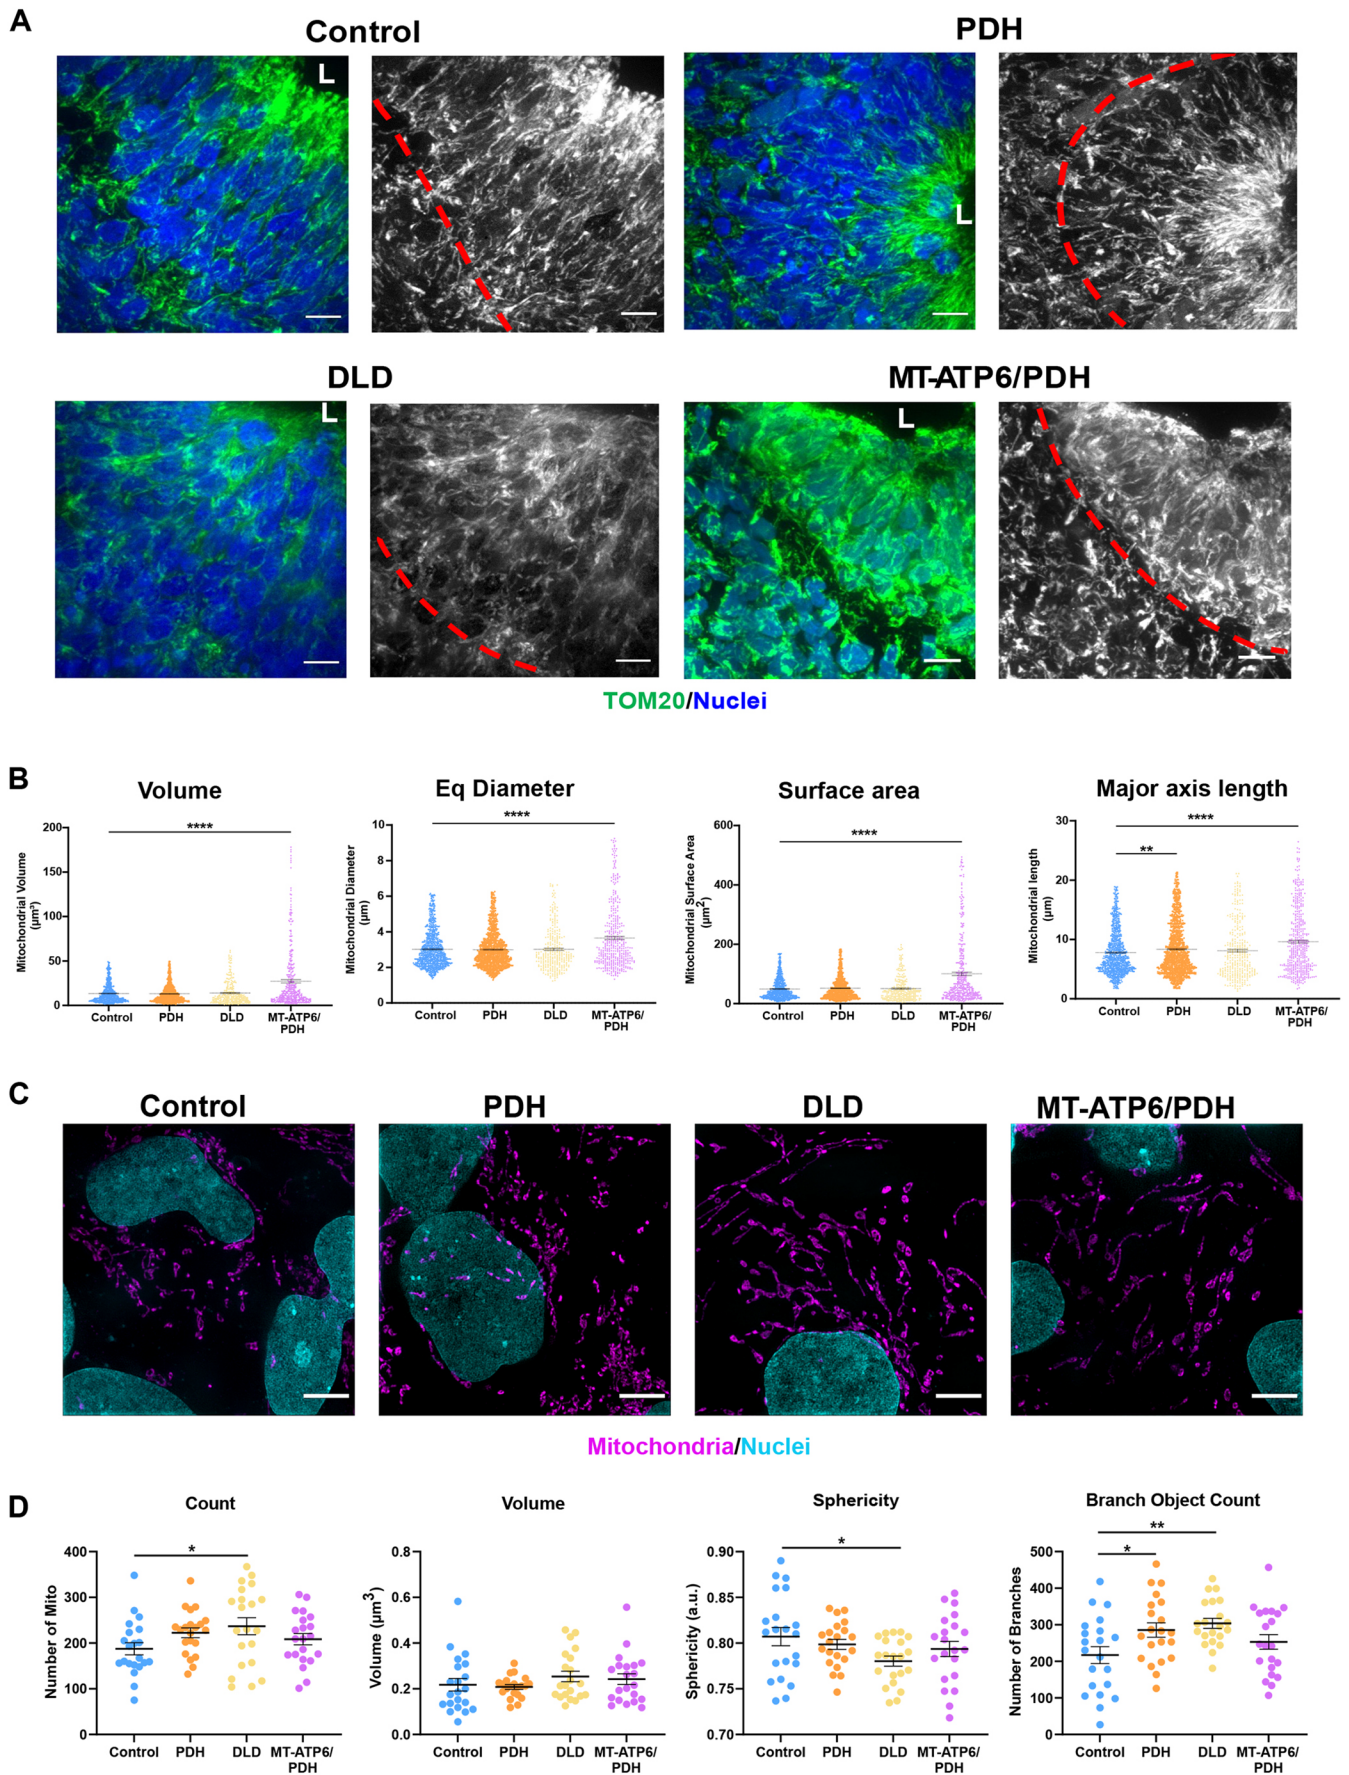 A
Control
PDH
L
L
DLD
MT-ATP6/PDH
L
L
TOM20/Nuclei
B
Volume
Eq Diameter
Surface area
Major axis length
Mitochondrial Volume
(µm³)
200
150
100
50
0
****
Control
PDH
DLD
MT-ATP6/
PDH
Mitochondrial Diameter
(µm)
10
8
6
4
2
0
****
Control
PDH
DLD
MT-ATP6/
PDH
Mitochondrial Surface Area
(µm²)
600
400
200
0
****
Control
PDH
DLD
MT-ATP6/
PDH
Mitochondrial length
(µm)
30
20
10
0
****
**
Control
PDH
DLD
MT-ATP6/
PDH
C
Control
PDH
DLD
MT-ATP6/PDH
Mitochondria/Nuclei
D
Count
Volume
Sphericity
Branch Object Count
Number of Mito
400
300
200
100
0
*
Control
PDH
DLD
MT-ATP6/
PDH
Volume (µm³)
0.8
0.6
0.4
0.2
0.0
Control
PDH
DLD
MT-ATP6/
PDH
Sphericity (a.u.)
0.90
0.85
0.80
0.75
0.70
*
Control
PDH
DLD
MT-ATP6/
PDH
Number of Branches
500
400
300
200
100
0
**
*
Control
PDH
DLD
MT-ATP6/
PDH